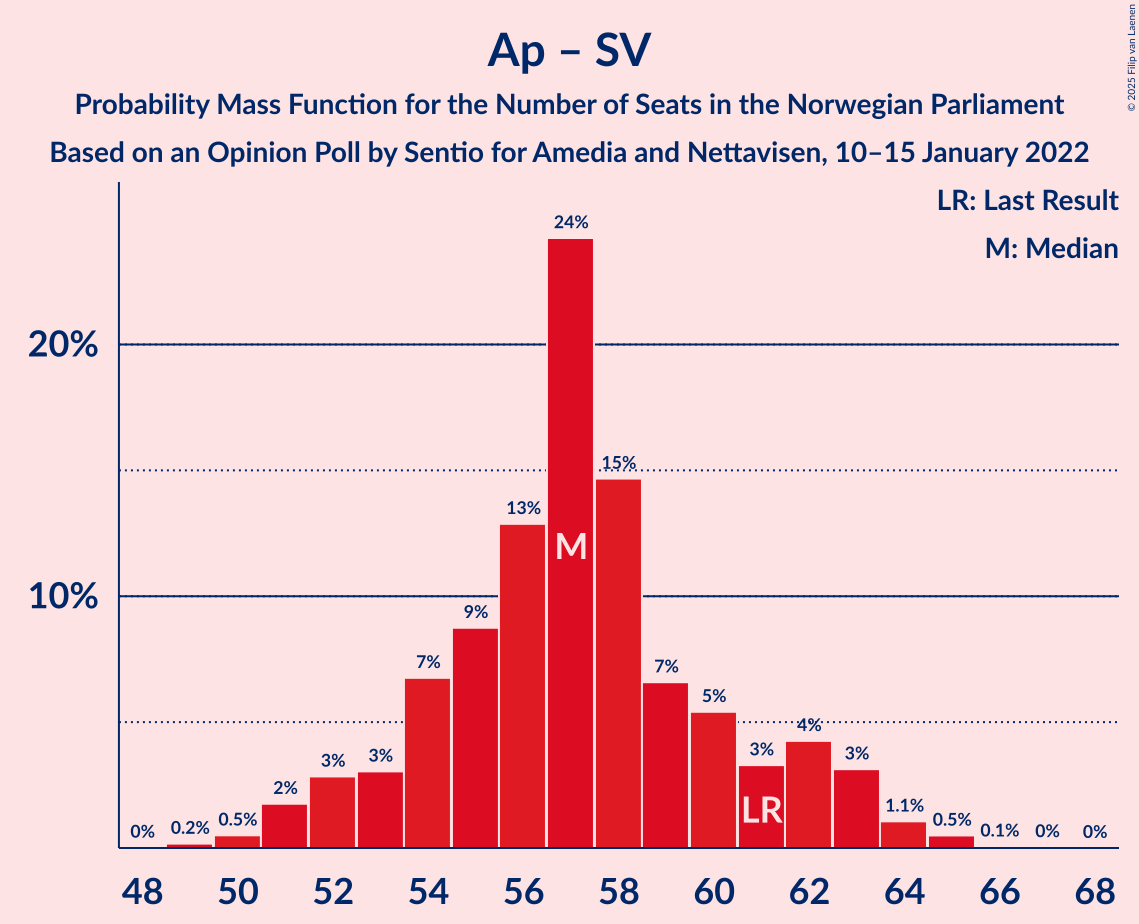 Ap – SV
Probability Mass Function for the Number of Seats in the Norwegian Parliament
Based on an Opinion Poll by Sentio for Amedia and Nettavisen, 10–15 January 2022
© 2025 Filip van Laenen
LR: Last Result
M: Median
20%
10%
0%
0.2%
0.5%
2%
3%
3%
7%
9%
13%
24%
15%
7%
5%
3%
4%
3%
1.1%
0.5%
0.1%
0%
0%
M
LR
48 50 52 54 56 58 60 62 64 66 68